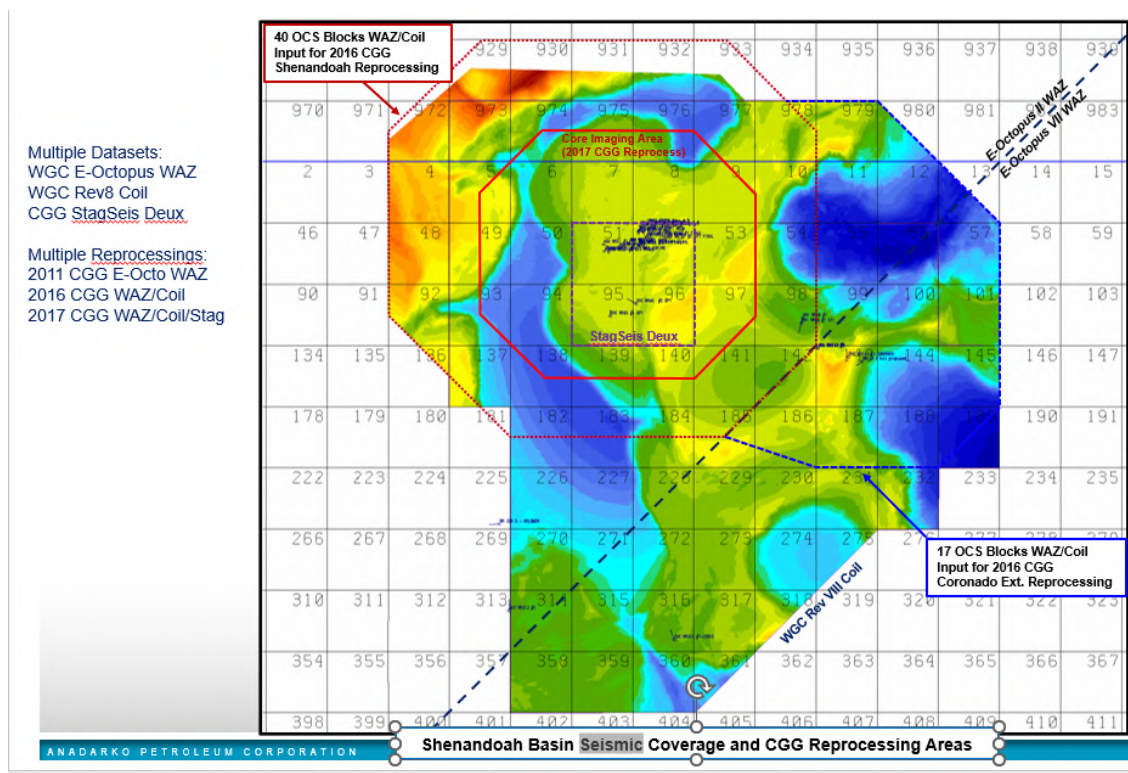 40 OCS Blocks WAZ/Coil
Input for 2016 CGG
Shenandoah Reprocessing
929 930 931 932 933 934 935 936 937 938 939
970 971 972 973 974 975 976 977 978 979 980 981 983
E-Octopus II WAZ
E-Octopus VII WAZ
Core Imaging Area
(2017 CGG Reprocess)
Multiple Datasets:
WGC E-Octopus WAZ
WGC Rev8 Coil
CGG StagSeis Deux
2 3 4 5 6 7 8 9 10 11 12 13 14 15
46 47 48 49 50 51 53 57 58 59
Multiple Reprocessings:
2011 CGG E-Octo WAZ
2016 CGG WAZ/Coil
2017 CGG WAZ/Coil/Stag
90 91 92 93 94 95 96 97 98 99 100 101 102 103
StagSeis Deux
134 135 136 137 138 139 140 141 142 144 145 146 147
178 179 180 181 182 183 184 185 186 187 188 189 190 191
222 223 224 225 226 227 228 229 230 231 232 233 234 235
266 267 268 269 270 271 272 273 274 275
17 OCS Blocks WAZ/Coil
Input for 2016 CGG
Coronado Ext. Reprocessing
310 311 312 313 314 315 316 317 318 319 320
WGC Rev VIII Coil
354 355 356 357 358 359 360 361 362 363 364 365 366 367
398 399 400 401 402 403 404 405 406 407 408 409 410 411
ANADARKO PETROLEUM CORPORATION
Shenandoah Basin Seismic Coverage and CGG Reprocessing Areas